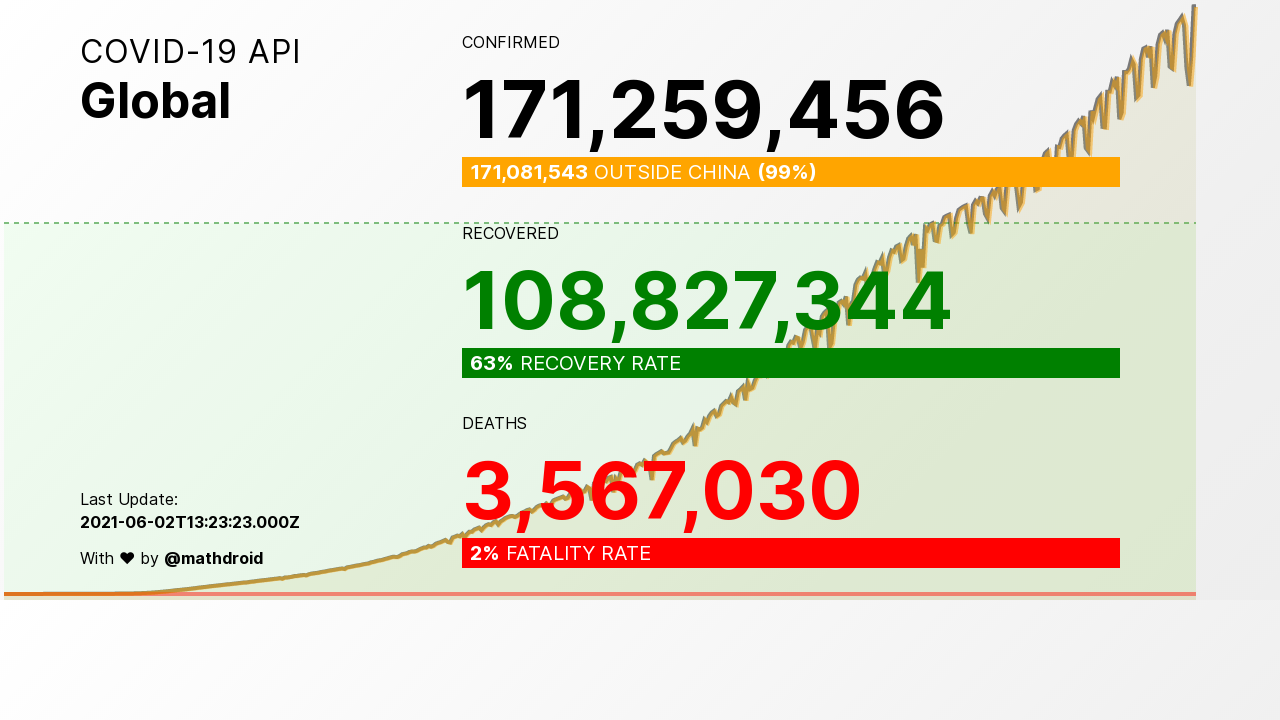 COVID-19 API
Global
CONFIRMED
171,259,456
171,081,543 OUTSIDE CHINA (99%)
RECOVERED
108,827,344
63% RECOVERY RATE
DEATHS
3,567,030
2% FATALITY RATE
Last Update:
2021-06-02T13:23:23.000Z
With ♥ by @mathdroid